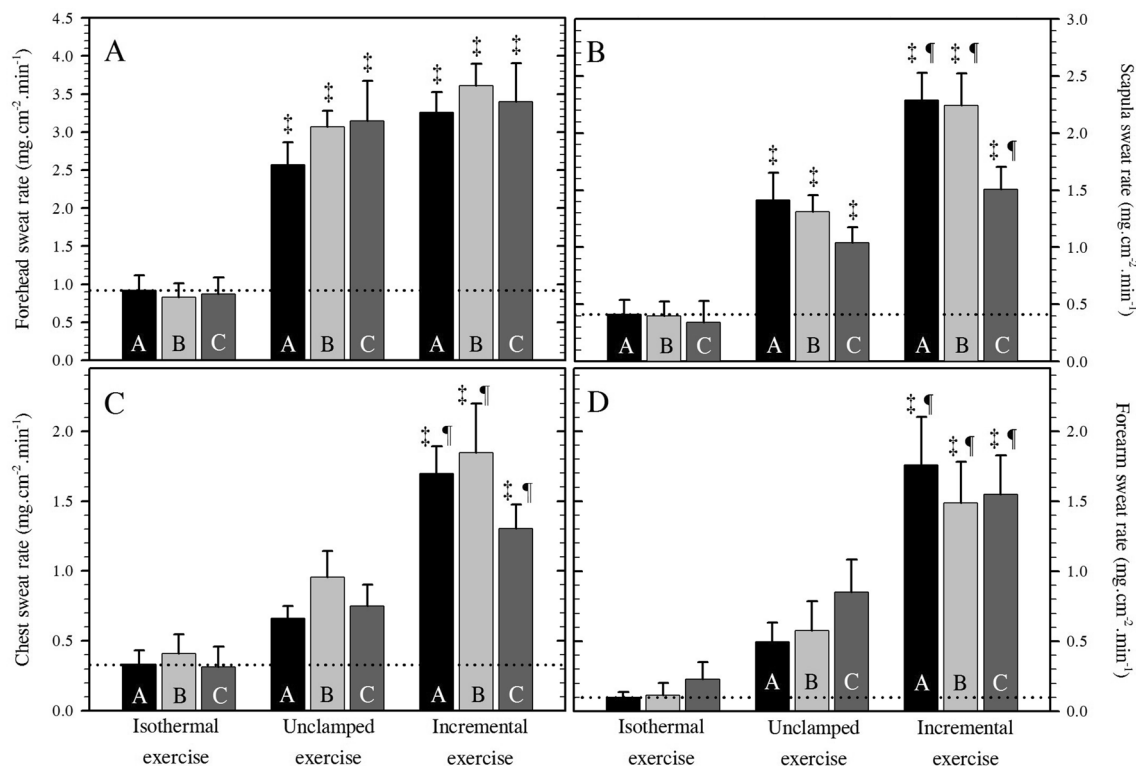 A
Forehead sweat rate (mg.cm-2.min-1)
4.5
4.0
3.5
3.0
2.5
2.0
1.5
1.0
0.5
0.0
‡ ‡ ‡ ‡ ‡ ‡
A B C A B C A B C
B
Scapula sweat rate (mg.cm-2.min-1)
3.0
2.5
2.0
1.5
1.0
0.5
0.0
‡ ‡ ‡ ‡¶ ‡¶ ‡¶
A B C A B C A B C
C
Chest sweat rate (mg.cm-2.min-1)
2.0
1.5
1.0
0.5
0.0
‡¶ ‡¶ ‡¶
A B C A B C A B C
Isothermal exercise
Unclamped exercise
Incremental exercise
D
Forearm sweat rate (mg.cm-2.min-1)
2.0
1.5
1.0
0.5
0.0
‡¶ ‡¶ ‡¶
A B C A B C
Isothermal exercise
Unclamped exercise
Incremental exercise